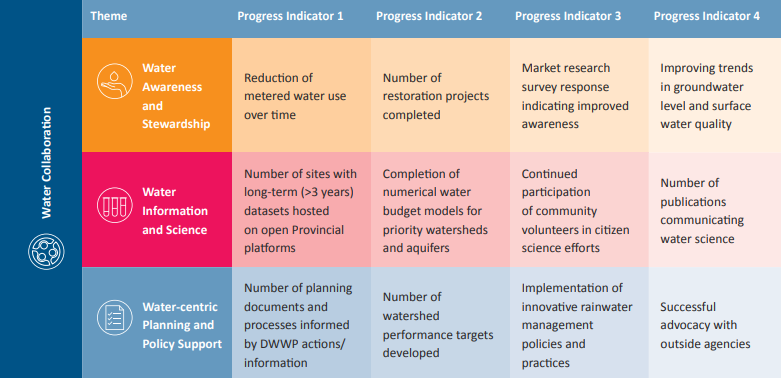 Theme
Progress Indicator 1
Progress Indicator 2
Progress Indicator 3
Progress Indicator 4
Water Collaboration
Water
Awareness
and
Stewardship
Reduction of
metered water use
over time
Number of
restoration projects
completed
Market research
survey response
indicating improved
awareness
Improving trends
in groundwater
level and surface
water quality
Water
Information
and Science
Number of sites with
long-term (>3 years)
datasets hosted
on open Provincial
platforms
Completion of
numerical water
budget models for
priority watersheds
and aquifers
Continued
participation
of community
volunteers in citizen
science efforts
Number of
publications
communicating
water science
Water-centric
Planning and
Policy Support
Number of planning
documents and
processes informed
by DWWP actions/
information
Number of
watershed
performance targets
developed
Implementation of
innovative rainwater
management
policies and
practices
Successful
advocacy with
outside agencies